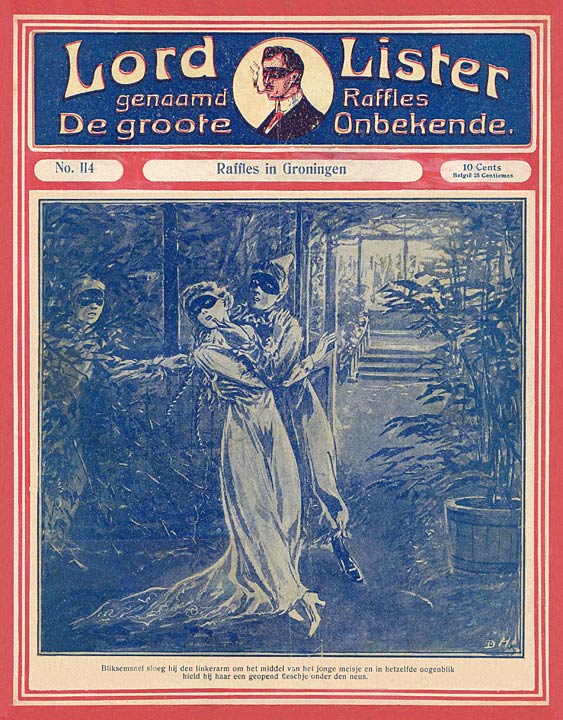 Lord Lister
genaamd Raffles
De groote Onbekende.
No. 114
Raffles in Groningen
10 Cents
België 25 Centiemes
Bliksemsnel sloeg hij den linkerarm om het middel van het jonge meisje en in hetzelfde oogenblik
hield hij haar een geopend fleschje onder den neus.
D H